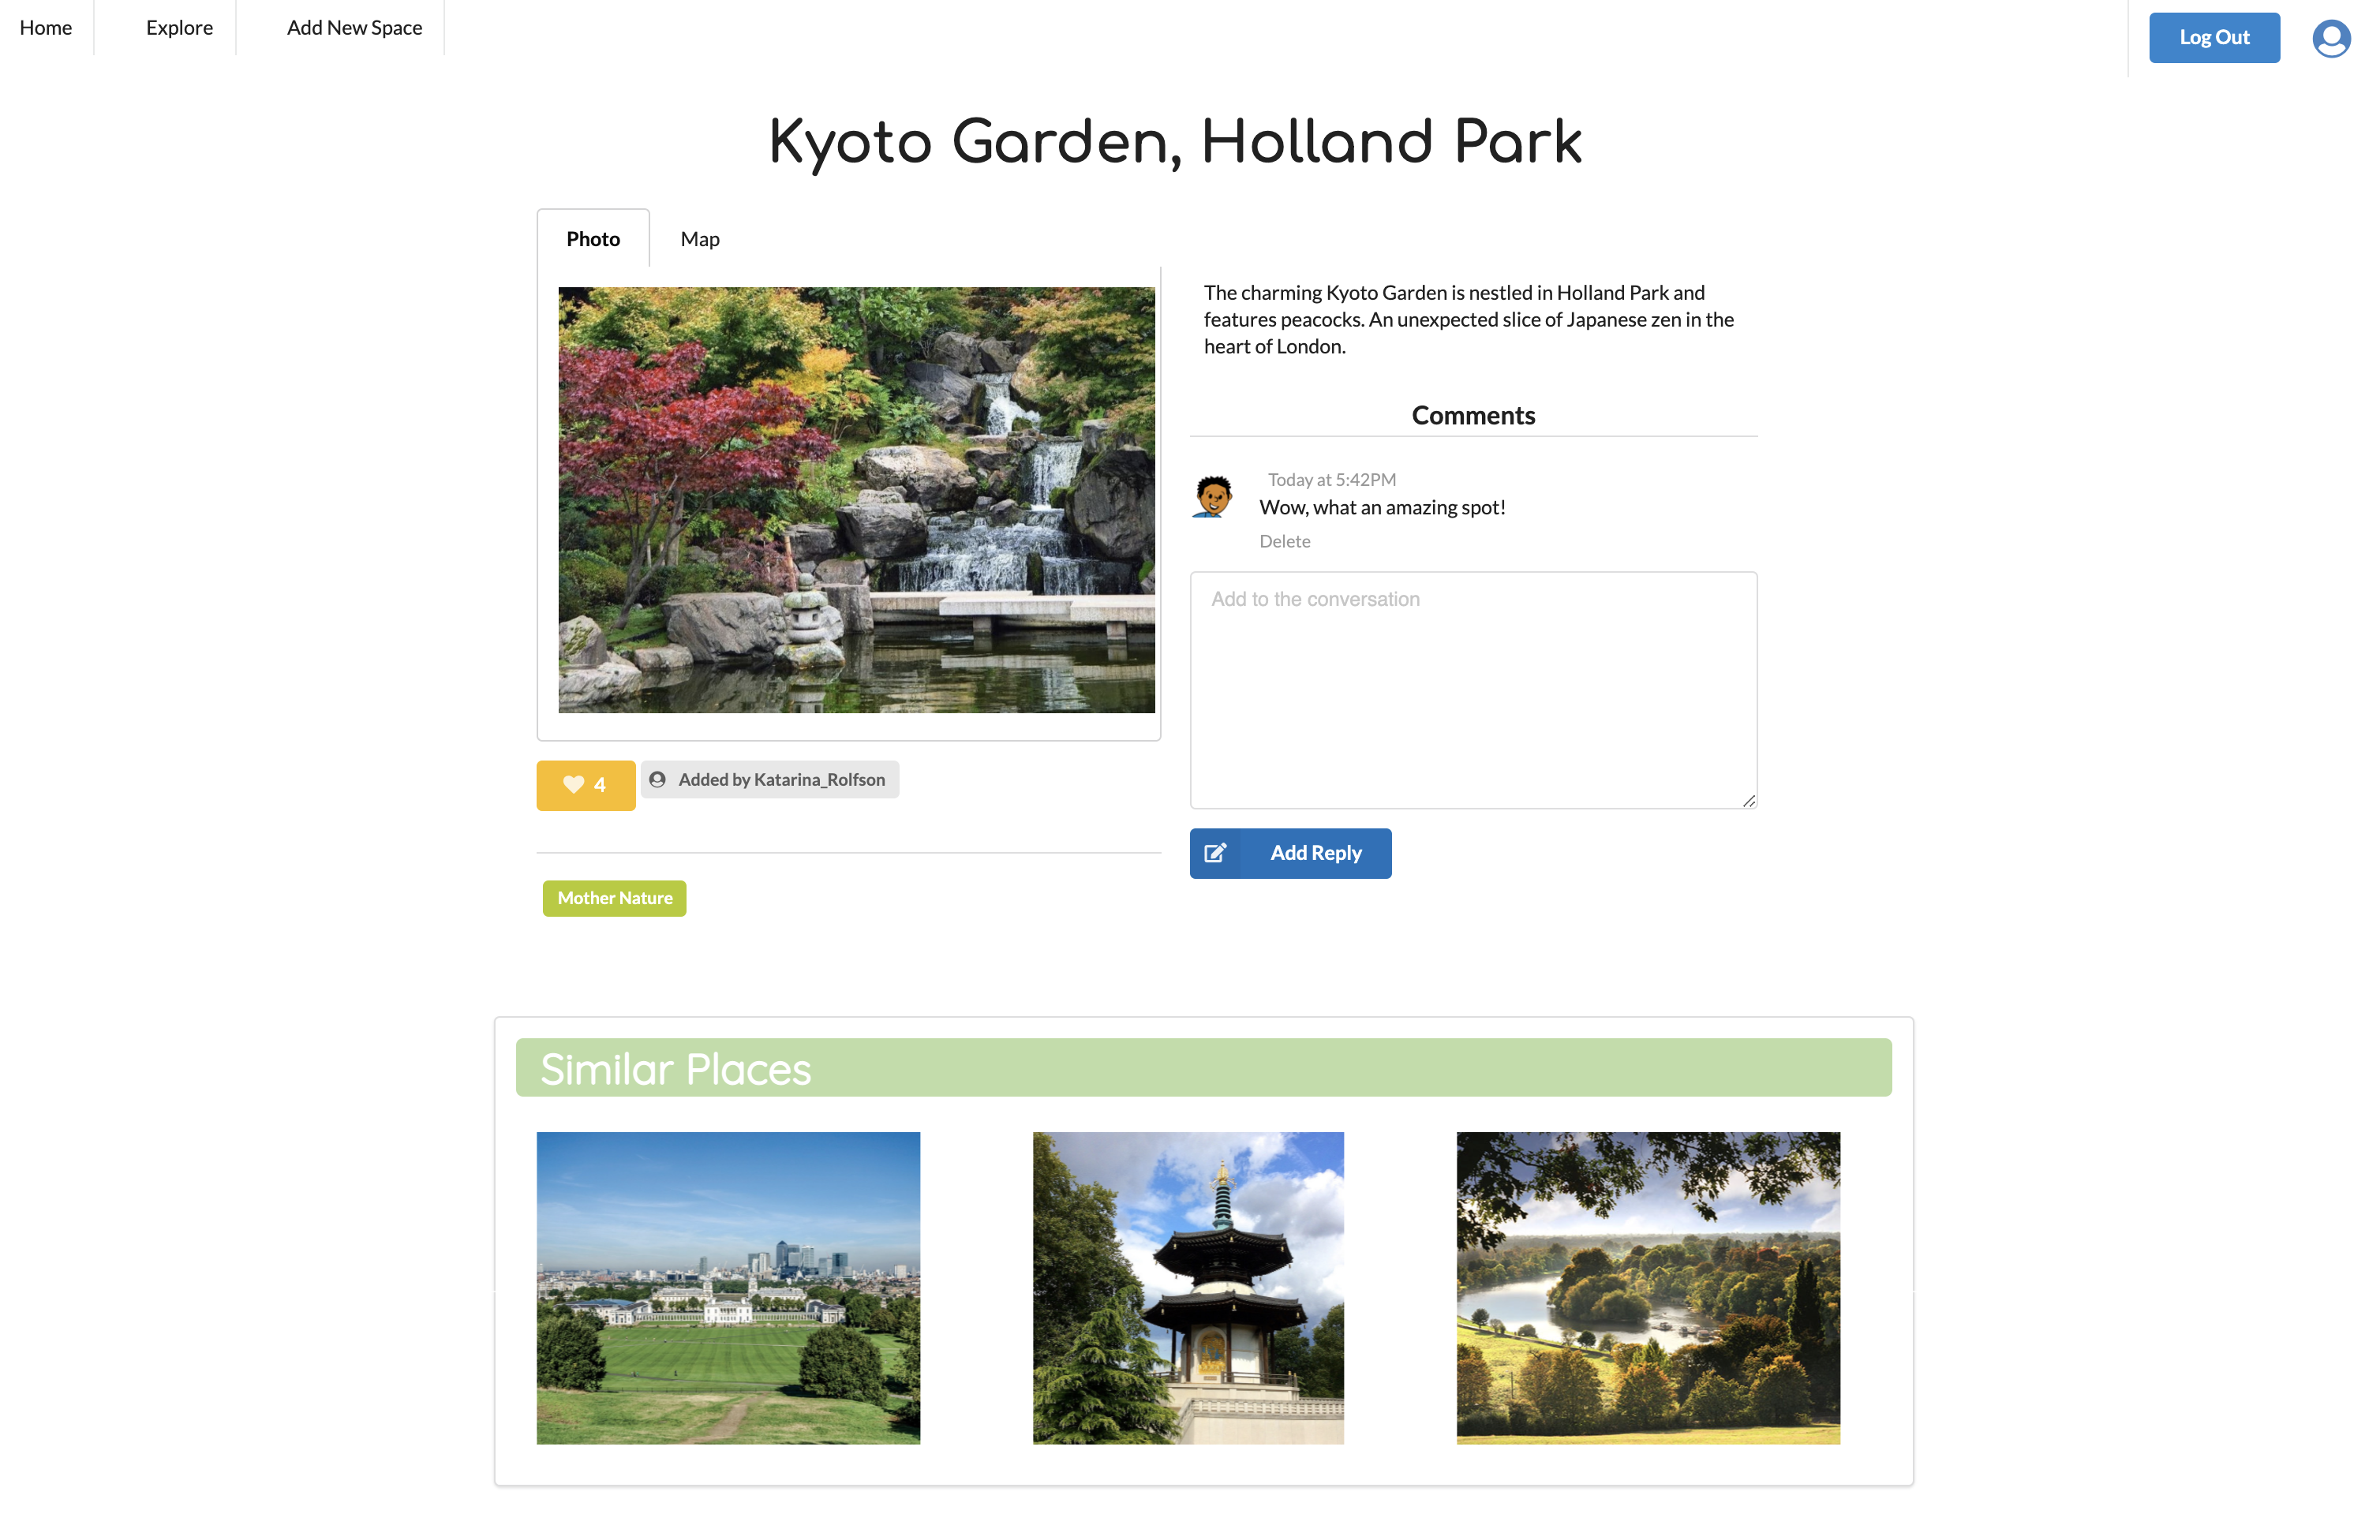 Home
Explore
Add New Space
Log Out
Kyoto Garden, Holland Park
Photo
Map
The charming Kyoto Garden is nestled in Holland Park and
features peacocks. An unexpected slice of Japanese zen in the
heart of London.
Comments
Today at 5:42PM
Wow, what an amazing spot!
Delete
Add to the conversation
Add Reply
4
Added by Katarina_Rolfson
Mother Nature
Similar Places